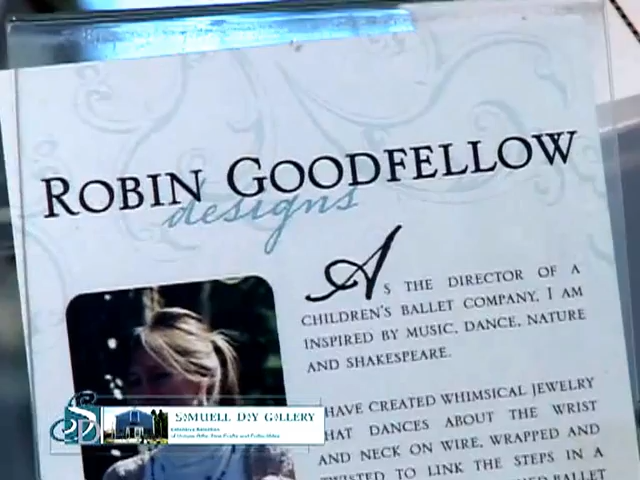 ROBIN GOODFELLOW
designs
AS THE DIRECTOR OF A
CHILDREN'S BALLET COMPANY, I AM
INSPIRED BY MUSIC, DANCE, NATURE
AND SHAKESPEARE.
HAVE CREATED WHIMSICAL JEWELRY
THAT DANCES ABOUT THE WRIST
AND NECK ON WIRE, WRAPPED AND
TWISTED TO LINK THE STEPS IN A
BALLET
SAMUELL DAY GALLERY